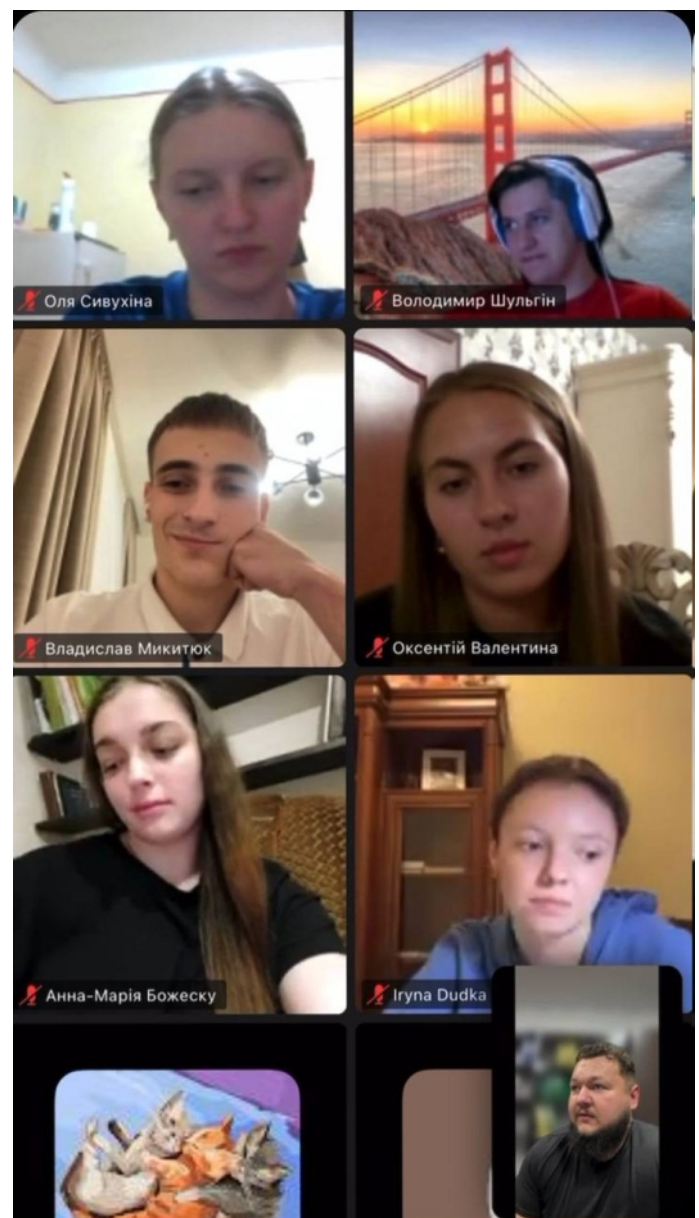 Оля Сивухіна
Володимир Шульгін
Владислав Микитюк
Оксентій Валентина
Анна-Марія Божеску
Iryna Dudka